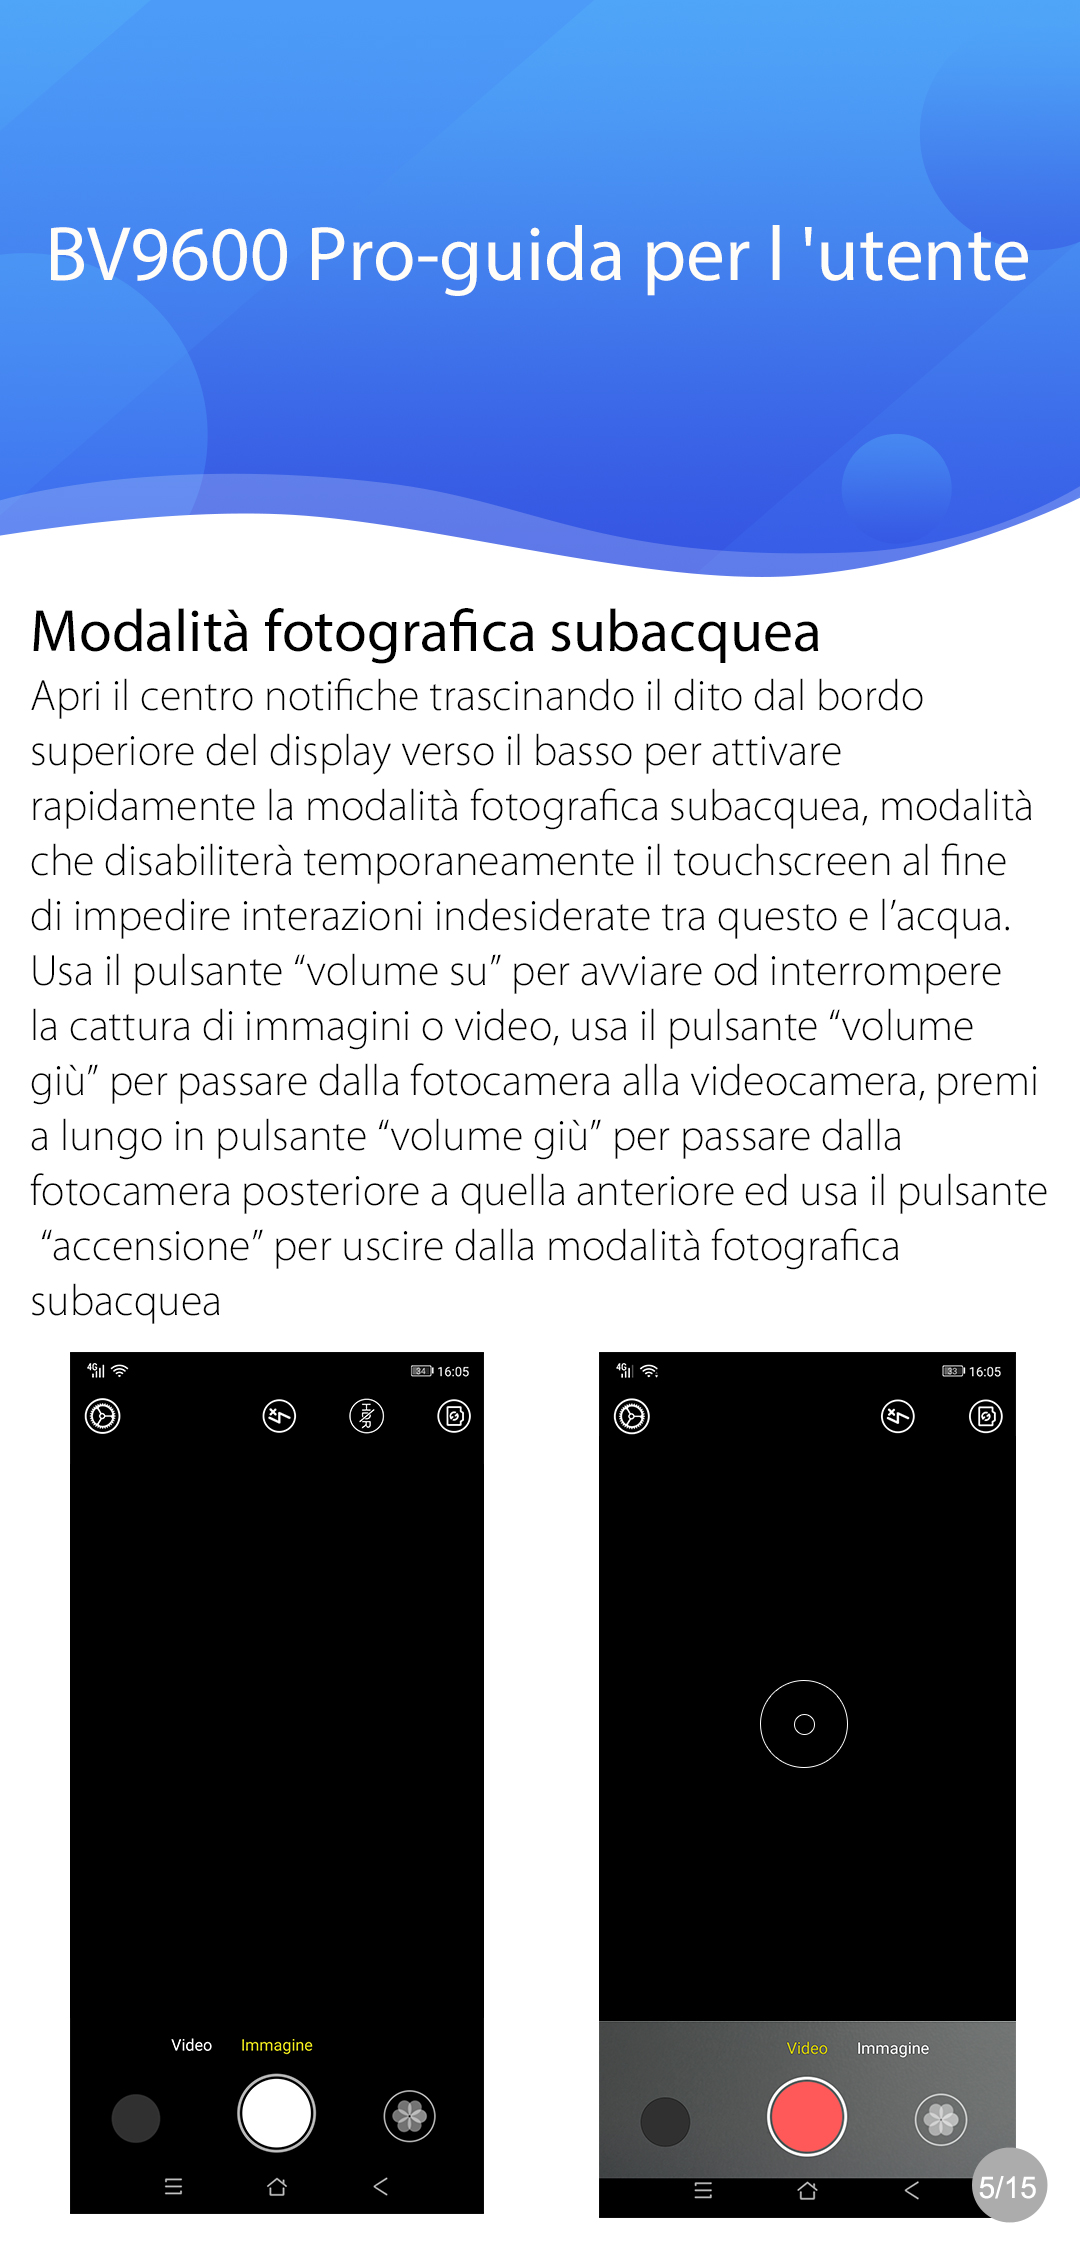 BV9600 Pro-guida per l 'utente
Modalità fotografica subacquea
Apri il centro notifiche trascinando il dito dal bordo
superiore del display verso il basso per attivare
rapidamente la modalità fotografica subacquea, modalità
che disabiliterà temporaneamente il touchscreen al fine
di impedire interazioni indesiderate tra questo e l’acqua.
Usa il pulsante “volume su” per avviare od interrompere
la cattura di immagini o video, usa il pulsante “volume
giù” per passare dalla fotocamera alla videocamera, premi
a lungo in pulsante “volume giù” per passare dalla
fotocamera posteriore a quella anteriore ed usa il pulsante
“accensione” per uscire dalla modalità fotografica
subacquea
4G 34 16:05
HDR
Video Immagine
4G 33 16:05
Video Immagine
5/15